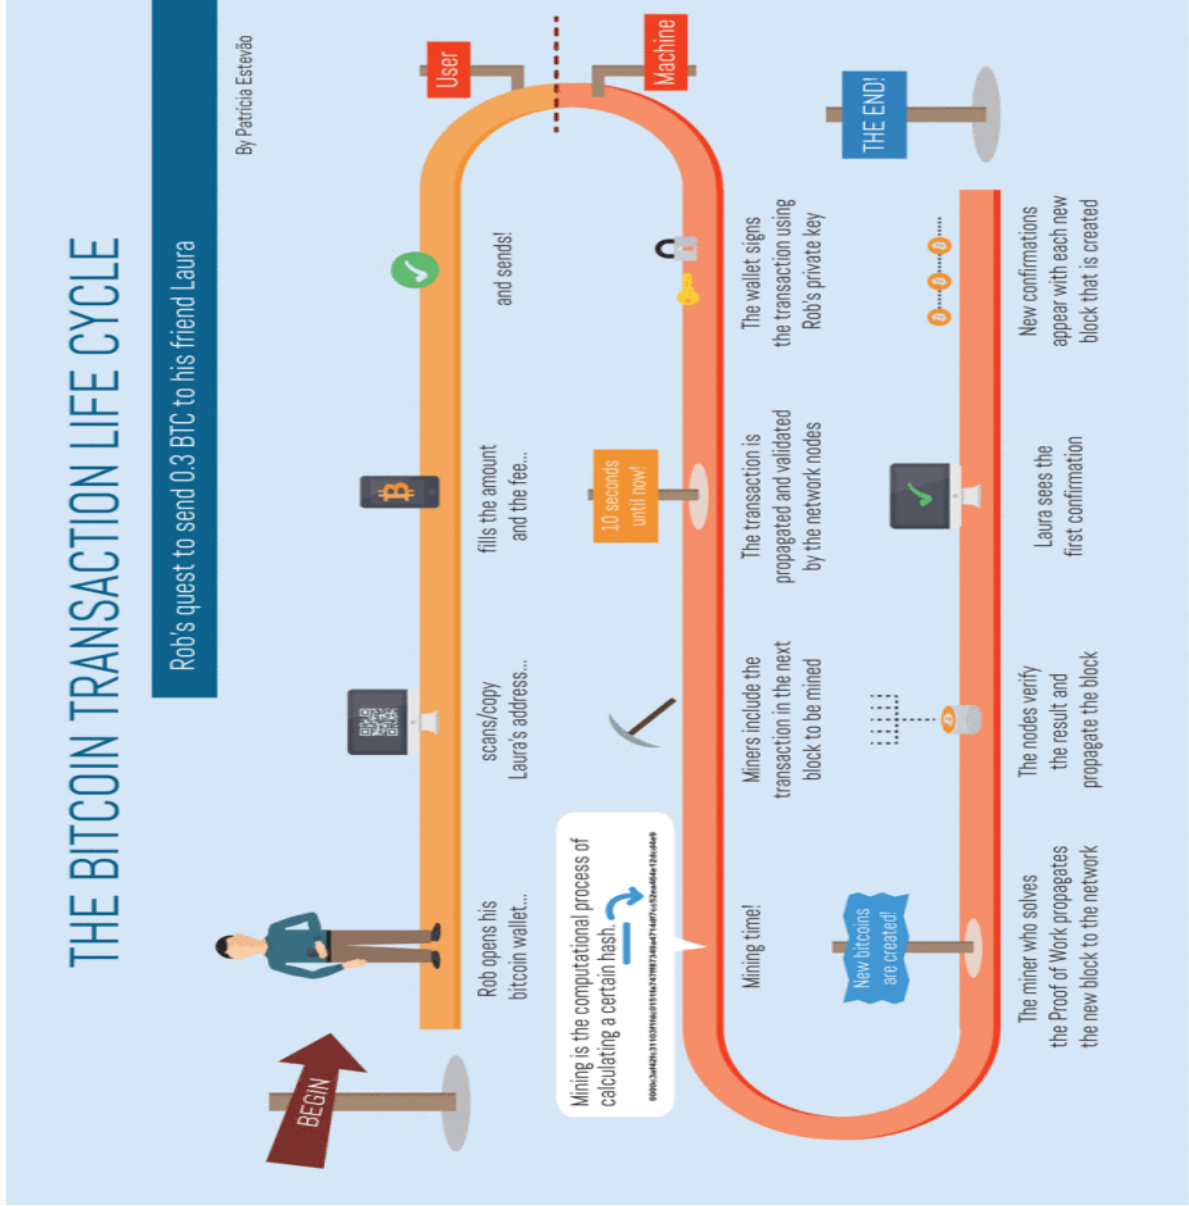 THE BITCOIN TRANSACTION LIFE CYCLE
Rob's quest to send 0.3 BTC to his friend Laura
By Patrícia Estevão
BEGIN
Rob opens his
bitcoin wallet...
scans/copy
Laura's address...
fills the amount
and the fee...
and sends!
User
Machine
The wallet signs
the transaction using
Rob's private key
10 seconds
until now!
The transaction is
propagated and validated
by the network nodes
Miners include the
transaction in the next
block to be mined
Mining is the computational process of
calculating a certain hash.
Mining time!
New bitcoins
are created!
The miner who solves
the Proof of Work propagates
the new block to the network
The nodes verify
the result and
propagate the block
Laura sees the
first confirmation
New confirmations
appear with each new
block that is created
THE END!